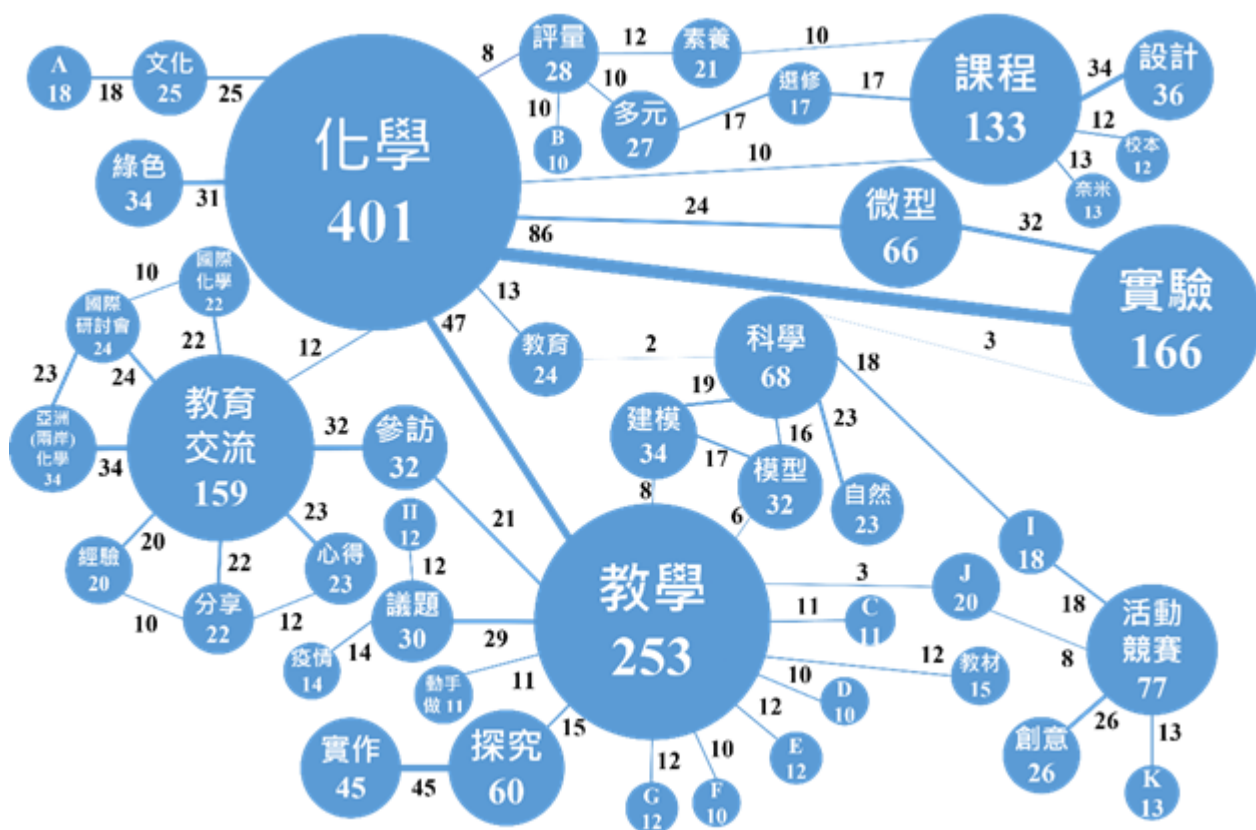 A
18
18
文化
25
25
化學
401
8
評量
28
12
素養
21
10
課程
133
34
設計
36
10
B
10
10
多元
27
17
選修
17
17
12
校本
12
13
奈米
13
綠色
34
31
10
24
微型
66
32
實驗
166
86
國際
化學
22
10
國際
研討會
24
22
12
47
13
教育
24
2
科學
68
3
18
23
24
亞洲
(兩岸)
化學
34
34
教育
交流
159
32
參訪
32
21
19
建模
34
17
16
模型
32
23
自然
23
8
6
20
經驗
20
22
23
心得
23
10
分享
22
12
H
12
12
議題
30
29
14
疫情
14
教學
253
3
J
20
I
18
18
8
活動
競賽
77
11
C
11
12
教材
15
10
D
10
12
E
12
10
F
10
12
G
12
11
動手
做 11
15
探究
60
45
實作
45
26
創意
26
13
K
13